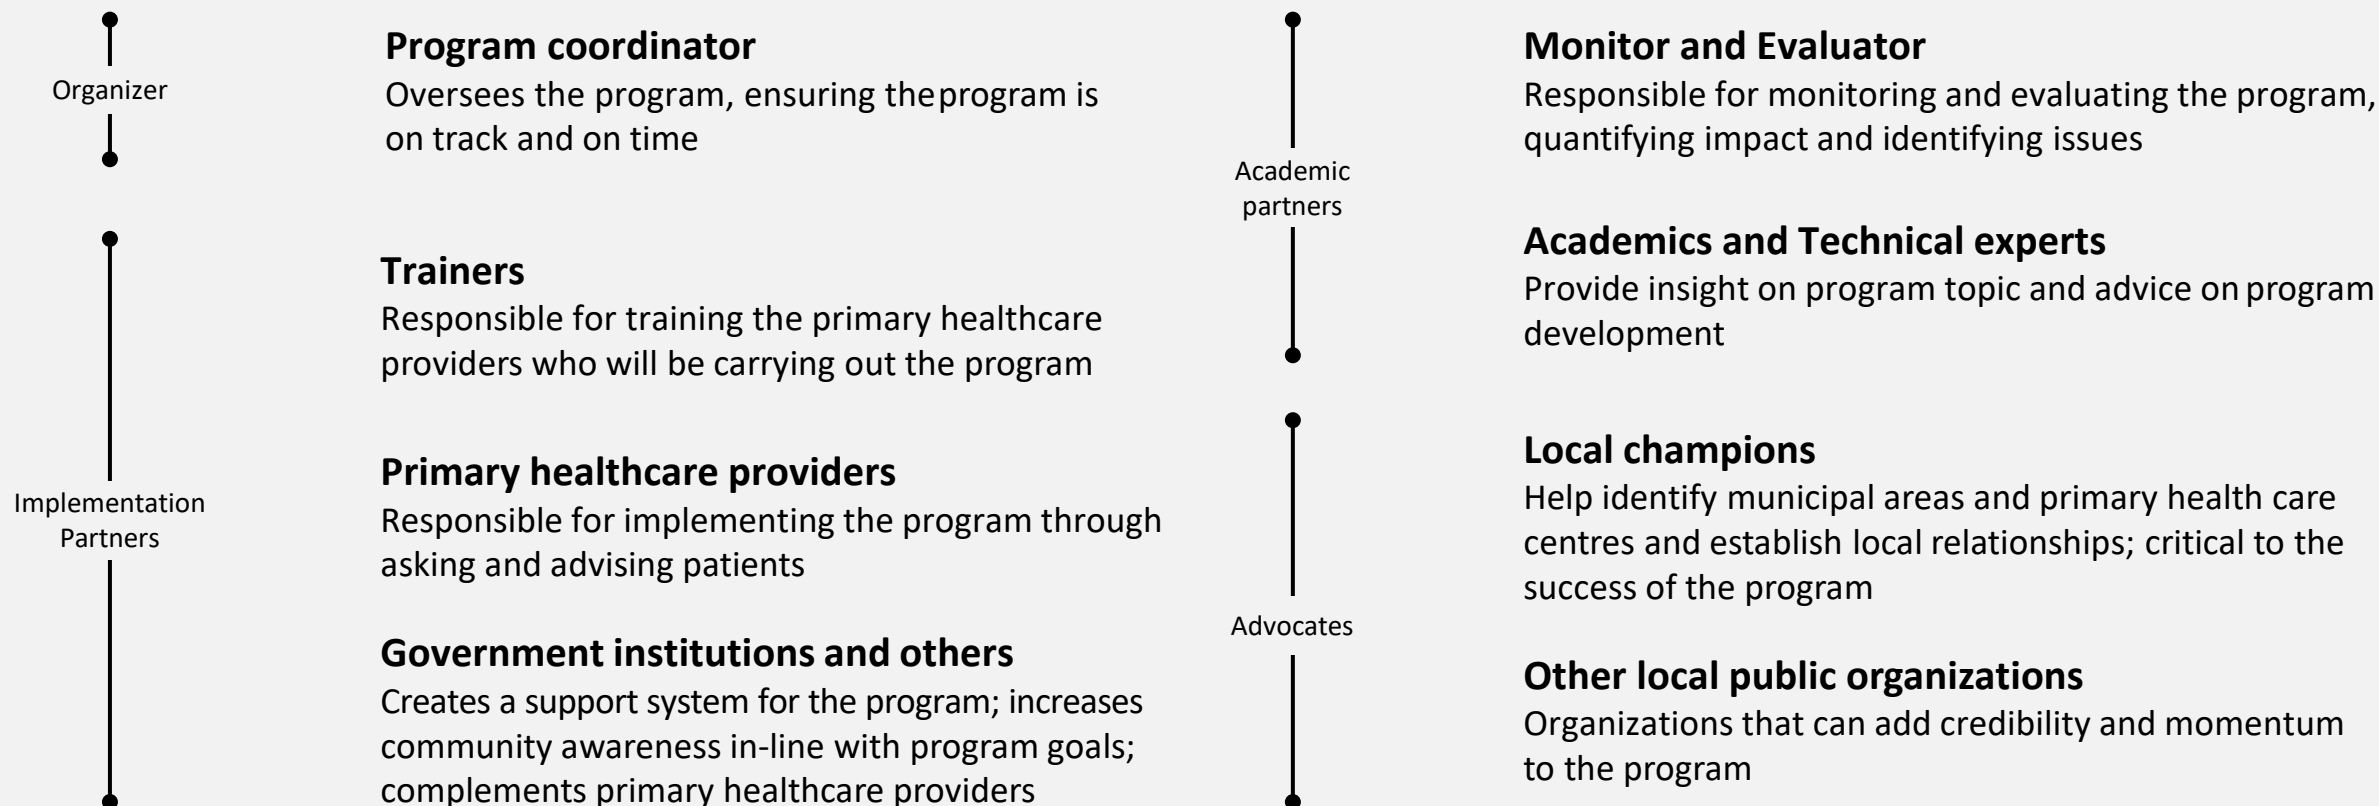 Organizer
Program coordinator
Oversees the program, ensuring theprogram is
on track and on time
Implementation
Partners
Trainers
Responsible for training the primary healthcare
providers who will be carrying out the program
Primary healthcare providers
Responsible for implementing the program through
asking and advising patients
Government institutions and others
Creates a support system for the program; increases
community awareness in-line with program goals;
complements primary healthcare providers
Academic
partners
Monitor and Evaluator
Responsible for monitoring and evaluating the program,
quantifying impact and identifying issues
Academics and Technical experts
Provide insight on program topic and advice on program
development
Advocates
Local champions
Help identify municipal areas and primary health care
centres and establish local relationships; critical to the
success of the program
Other local public organizations
Organizations that can add credibility and momentum
to the program